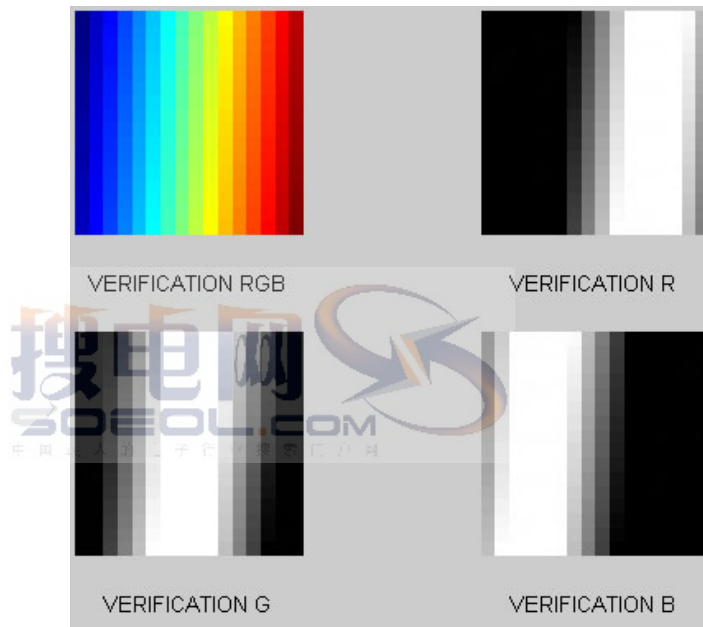 VERIFICATION RGB
VERIFICATION R
搜电网
SOEOL.COM
VERIFICATION G
VERIFICATION B